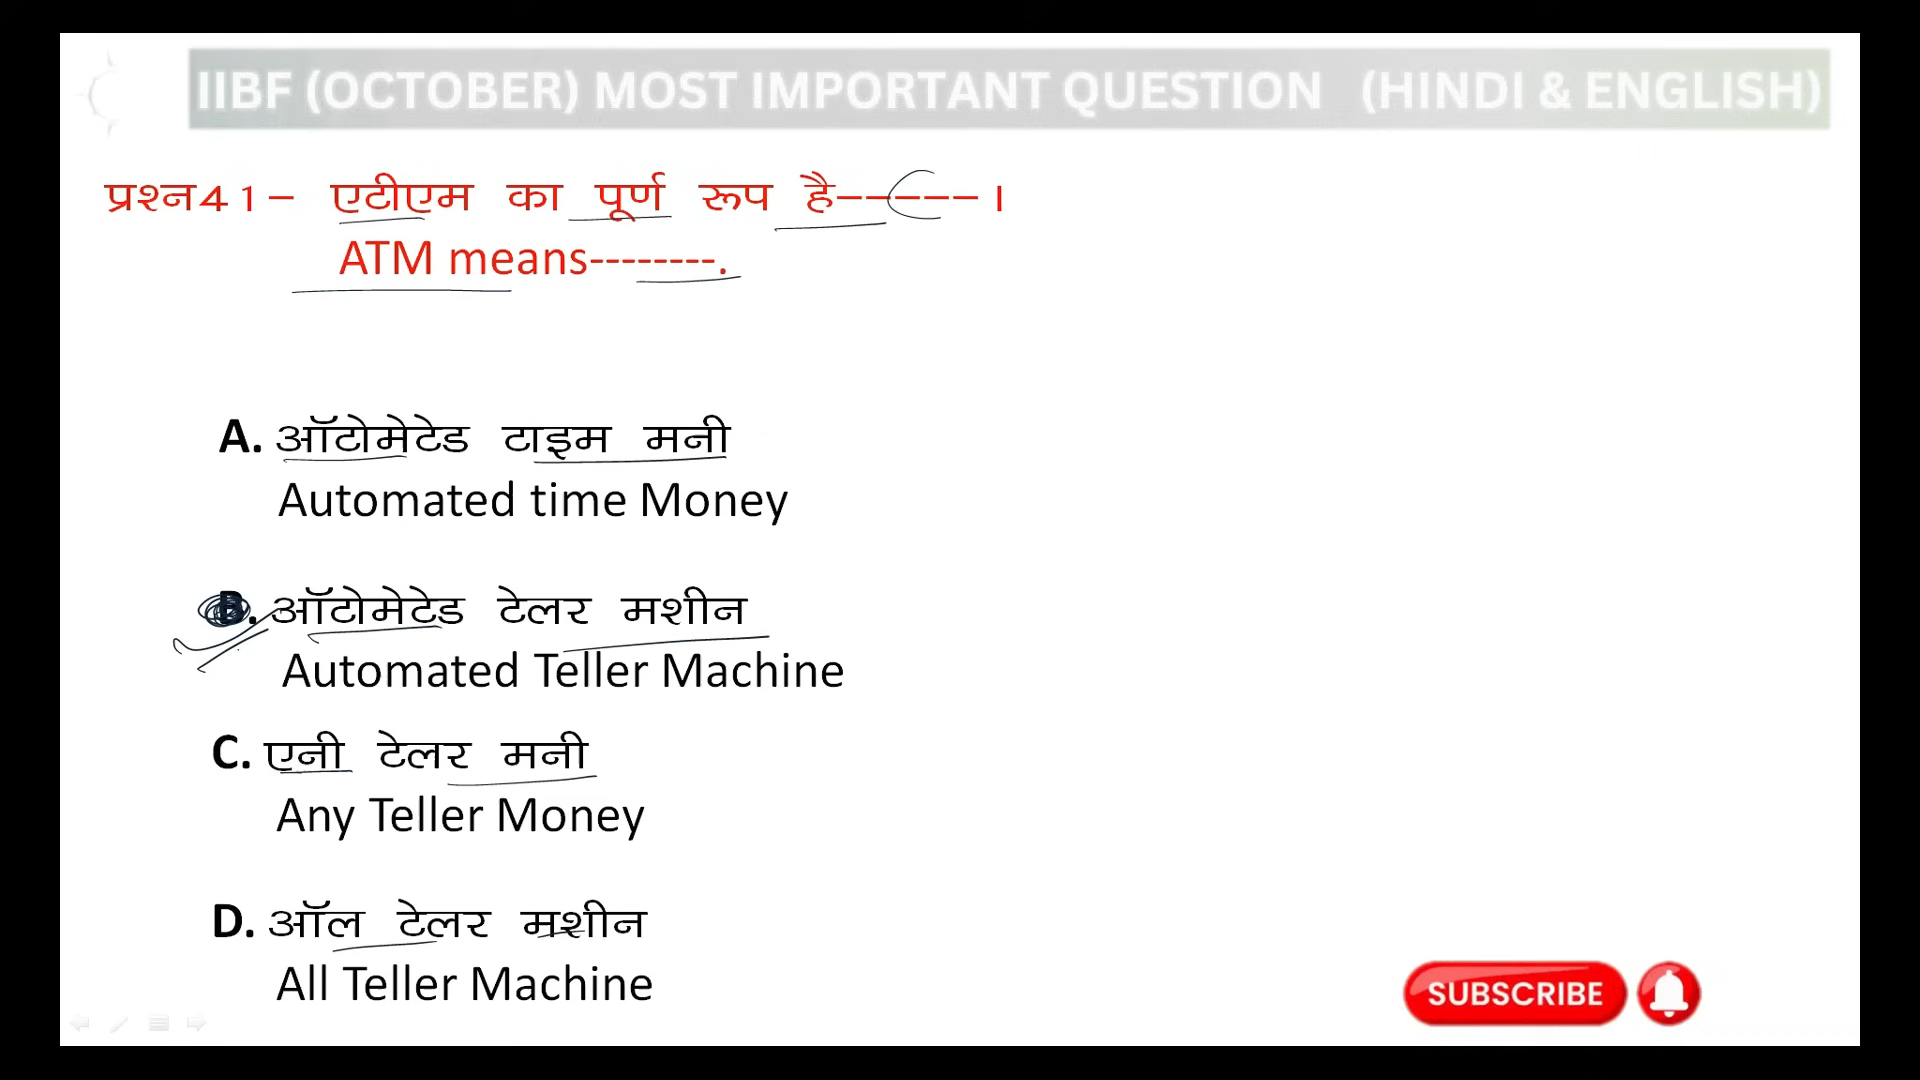 IIBF (OCTOBER) MOST IMPORTANT QUESTION (HINDI & ENGLISH)
प्रश्न41- एटीएम का पूर्ण रूप है------।
ATM means--------.
A. ऑटोमेटेड टाइम मनी
Automated time Money
B. ऑटोमेटेड टेलर मशीन
Automated Teller Machine
C. एनी टेलर मनी
Any Teller Money
D. ऑल टेलर मशीन
All Teller Machine
SUBSCRIBE